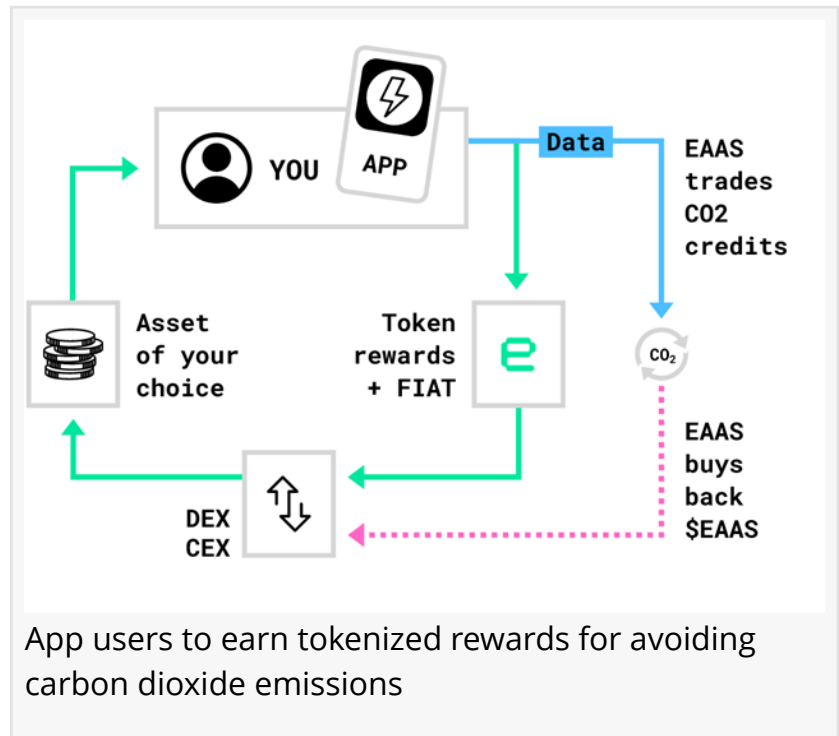 YOU
APP
Data
EAAS
trades
CO2
credits
Asset
of your
choice
Token
rewards
+ FIAT
e
CO₂
EAAS
buys
back
$EAAS
DEX
CEX
App users to earn tokenized rewards for avoiding
carbon dioxide emissions